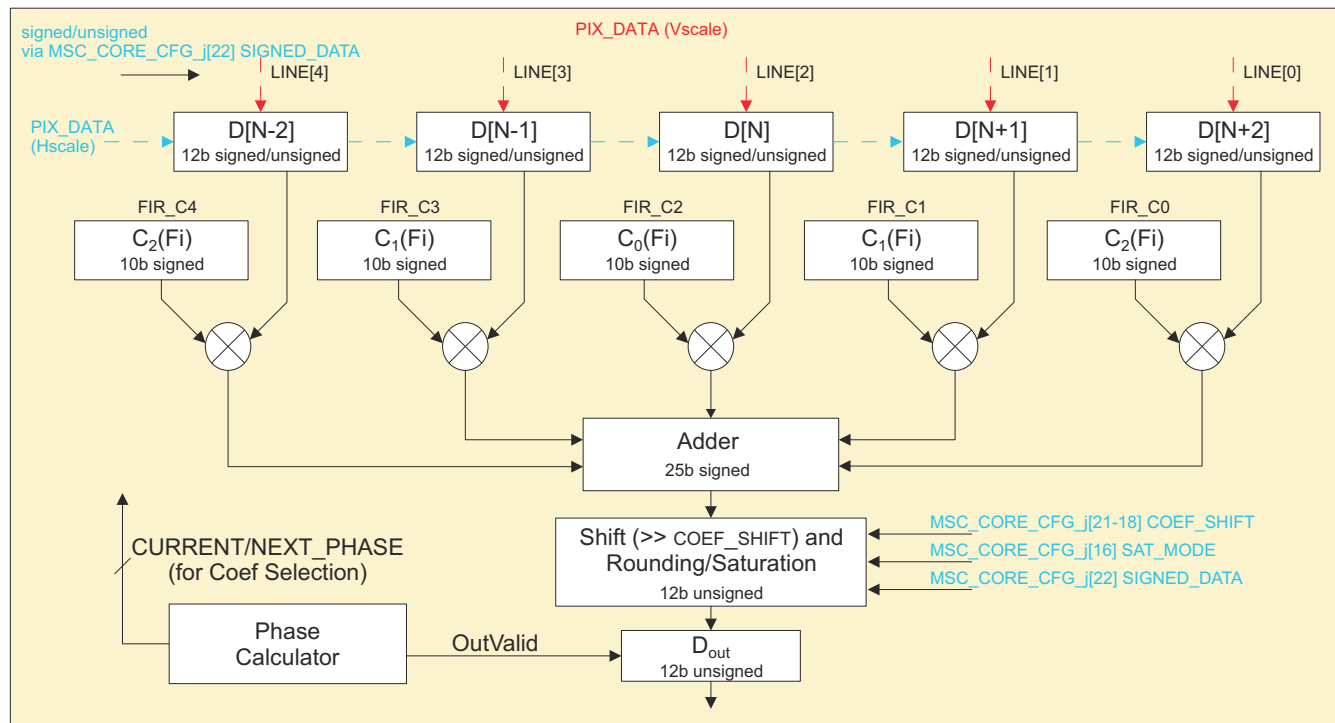 signed/unsigned
via MSC_CORE_CFG_j[22] SIGNED_DATA
PIX_DATA (Vscale)
LINE[4]
LINE[3]
LINE[2]
LINE[1]
LINE[0]
PIX_DATA
(Hscale)
D[N-2]
12b signed/unsigned
D[N-1]
12b signed/unsigned
D[N]
12b signed/unsigned
D[N+1]
12b signed/unsigned
D[N+2]
12b signed/unsigned
FIR_C4
C₂(Fi)
10b signed
FIR_C3
C₁(Fi)
10b signed
FIR_C2
C₀(Fi)
10b signed
FIR_C1
C₁(Fi)
10b signed
FIR_C0
C₂(Fi)
10b signed
Adder
25b signed
Shift (>> COEF_SHIFT) and
Rounding/Saturation
12b unsigned
MSC_CORE_CFG_j[21-18] COEF_SHIFT
MSC_CORE_CFG_j[16] SAT_MODE
MSC_CORE_CFG_j[22] SIGNED_DATA
CURRENT/NEXT_PHASE
(for Coef Selection)
Phase
Calculator
OutValid
Dout
12b unsigned